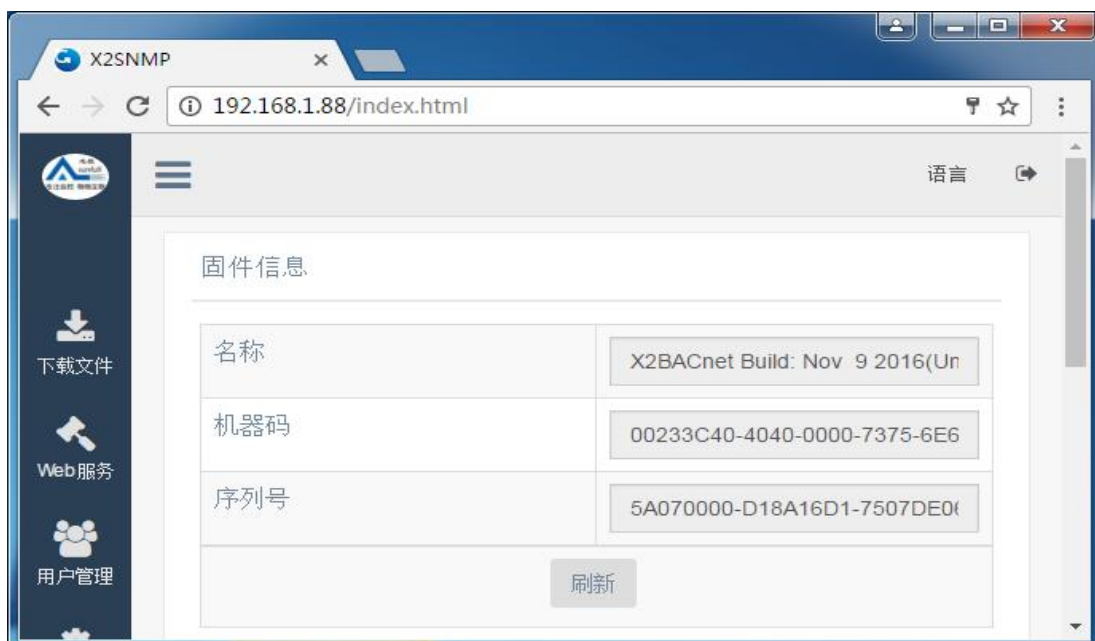 X2SNMP
192.168.1.88/index.html
语言
固件信息
名称
X2BACnet Build: Nov 9 2016(Un
机器码
00233C40-4040-0000-7375-6E6
序列号
5A070000-D18A16D1-7507DE0
刷新
下载文件
Web服务
用户管理